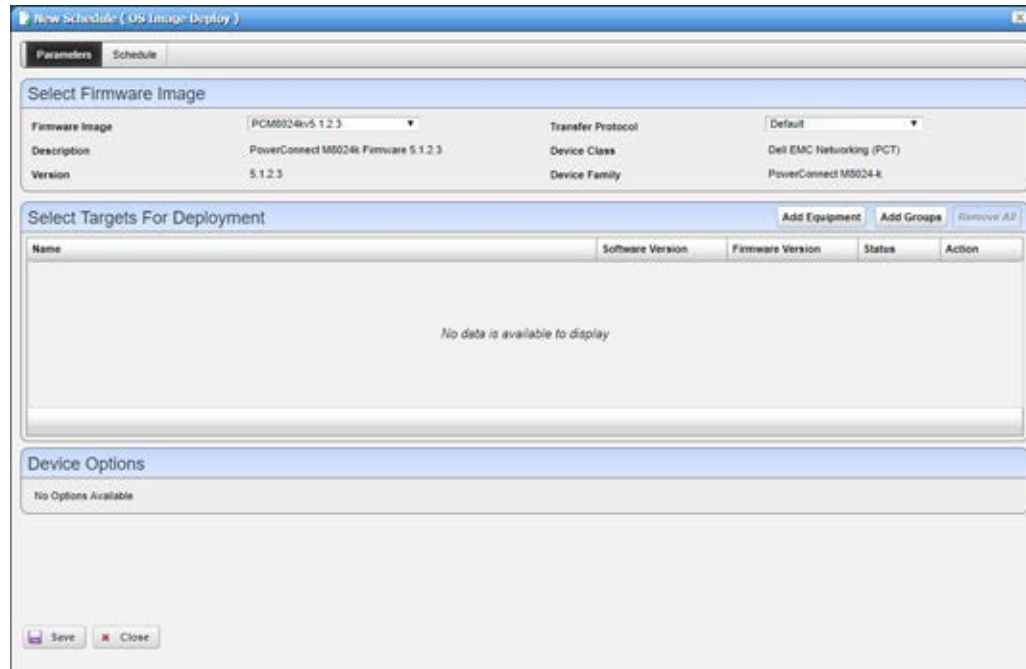 New Schedule ( OS Image Deploy )
Parameters Schedule
Select Firmware Image
Firmware Image PCM8024kv5.1.2.3 Transfer Protocol Default
Description PowerConnect M8024k Firmware 5.1.2.3 Device Class Dell EMC Networking (PCT)
Version 5.1.2.3 Device Family PowerConnect M8024-k
Select Targets For Deployment Add Equipment Add Groups Remove All
Name Software Version Firmware Version Status Action
No data is available to display
Device Options
No Options Available
Save Close